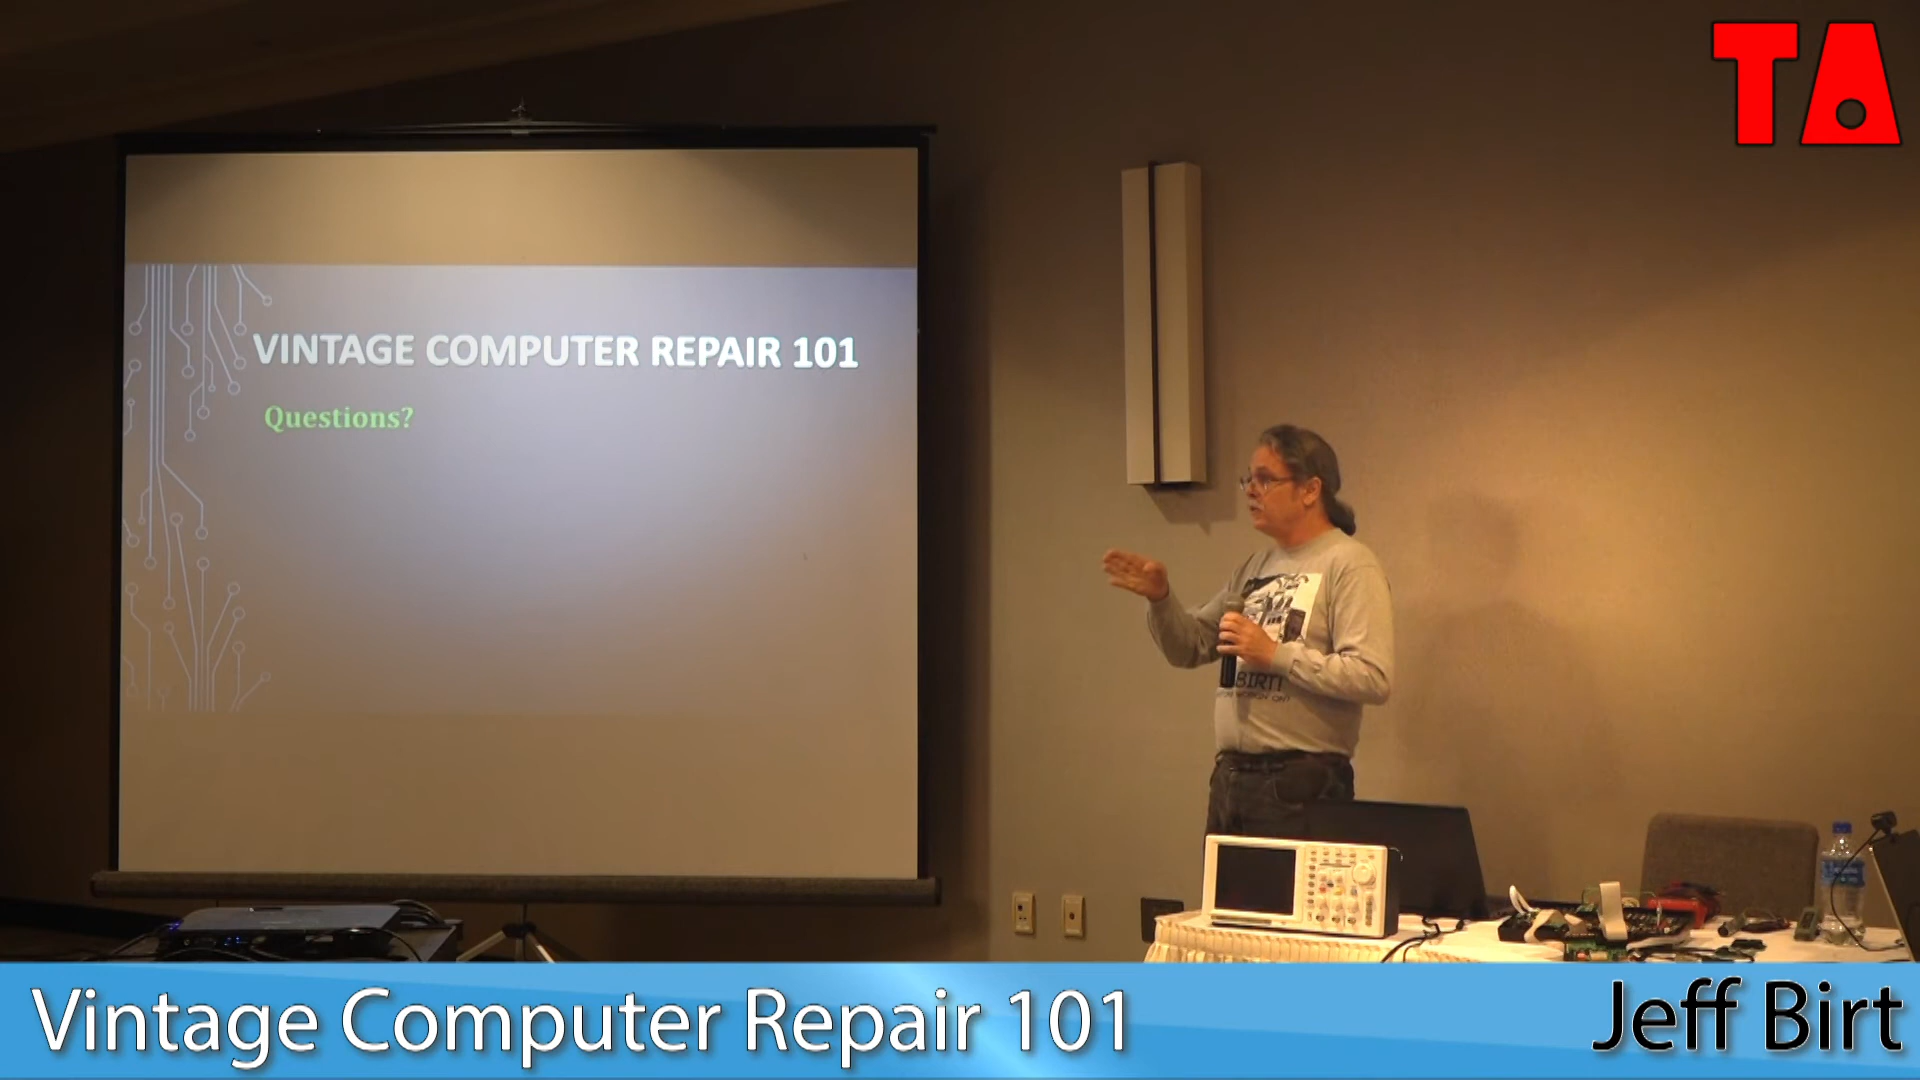 TA
VINTAGE COMPUTER REPAIR 101
Questions?
BIRT!
Vintage Computer Repair 101
Jeff Birt